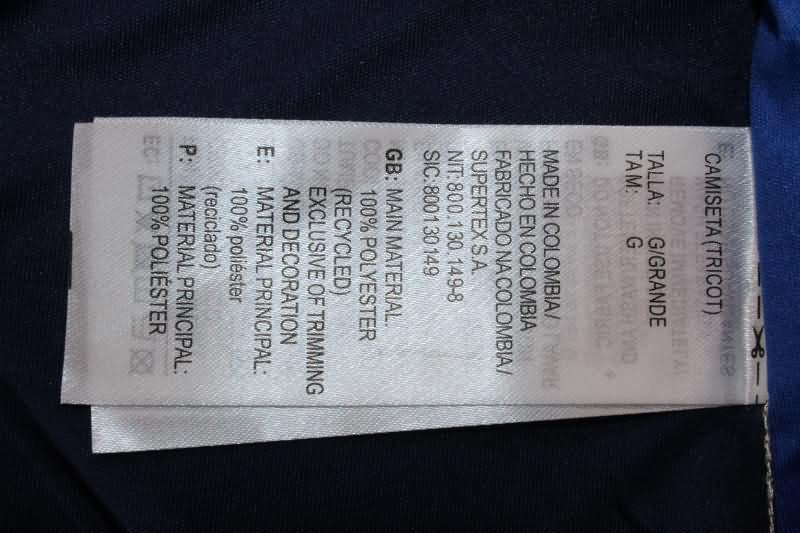 CAMISETA (TRICOT)
TALLA: G/GRANDE
TAM: G
MADE IN COLOMBIA/
HECHO EN COLOMBIA
FABRICADO NA COLOMBIA/
SUPERTEX S.A.
NIT:800.130.149-8
SIC:800130149
GB: MAIN MATERIAL:
100% POLYESTER
(RECYCLED)
EXCLUSIVE OF TRIMMING
AND DECORATION
E: MATERIAL PRINCIPAL:
100% poliéster
(reciclado)
P: MATERIAL PRINCIPAL:
100% POLIÉSTER